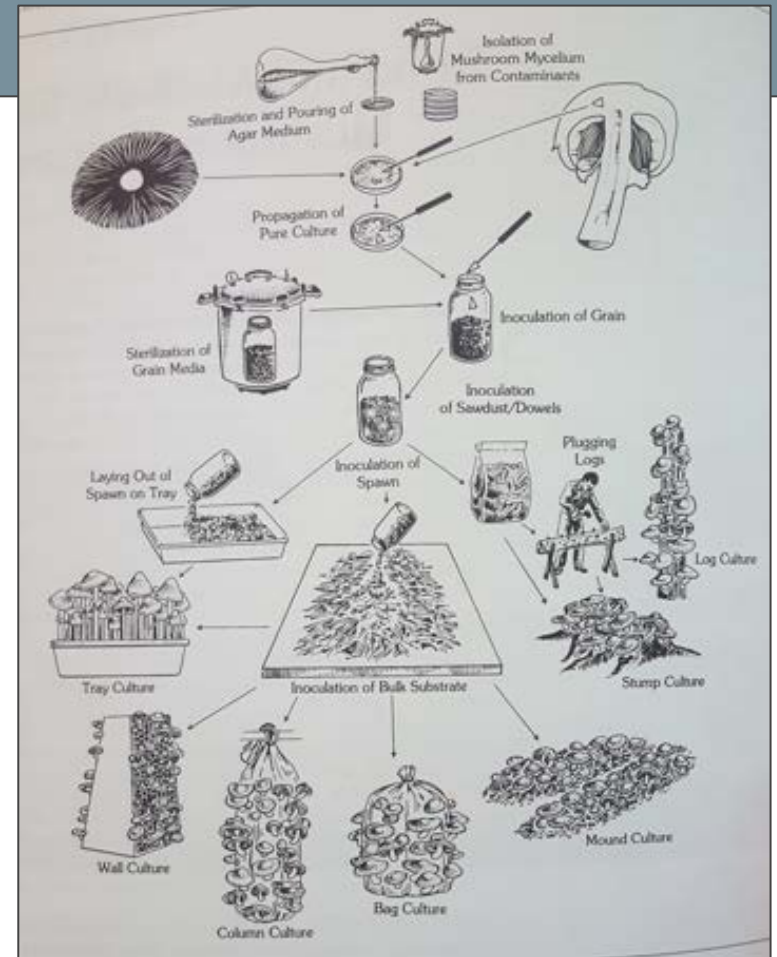 Isolation of
Mushroom Mycelium
from Contaminants
Sterilization and Pouring of
Agar Medium
Propagation of
Pure Culture
Inoculation of Grain
Sterilization of
Grain Media
Inoculation
of Sawdust/Dowels
Inoculation of
Spawn
Plugging
Logs
Laying Out of
Spawn on Tray
Log Culture
Tray Culture
Inoculation of Bulk Substrate
Stump Culture
Wall Culture
Mound Culture
Bag Culture
Column Culture